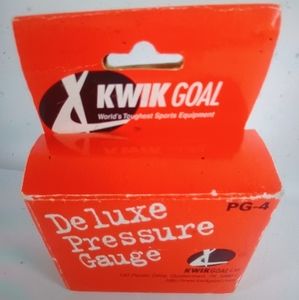 KWIK GOAL
World's Toughest Sports Equipment
Deluxe
Pressure
Gauge
PG-4
KWIK GOAL